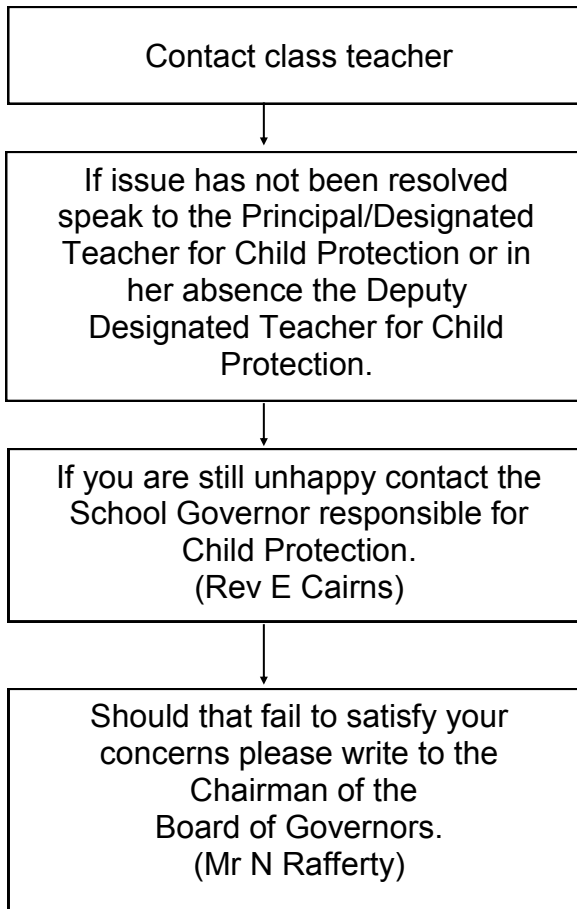 Contact class teacher
If issue has not been resolved
speak to the Principal/Designated
Teacher for Child Protection or in
her absence the Deputy
Designated Teacher for Child
Protection.
If you are still unhappy contact the
School Governor responsible for
Child Protection.
(Rev E Cairns)
Should that fail to satisfy your
concerns please write to the
Chairman of the
Board of Governors.
(Mr N Rafferty)